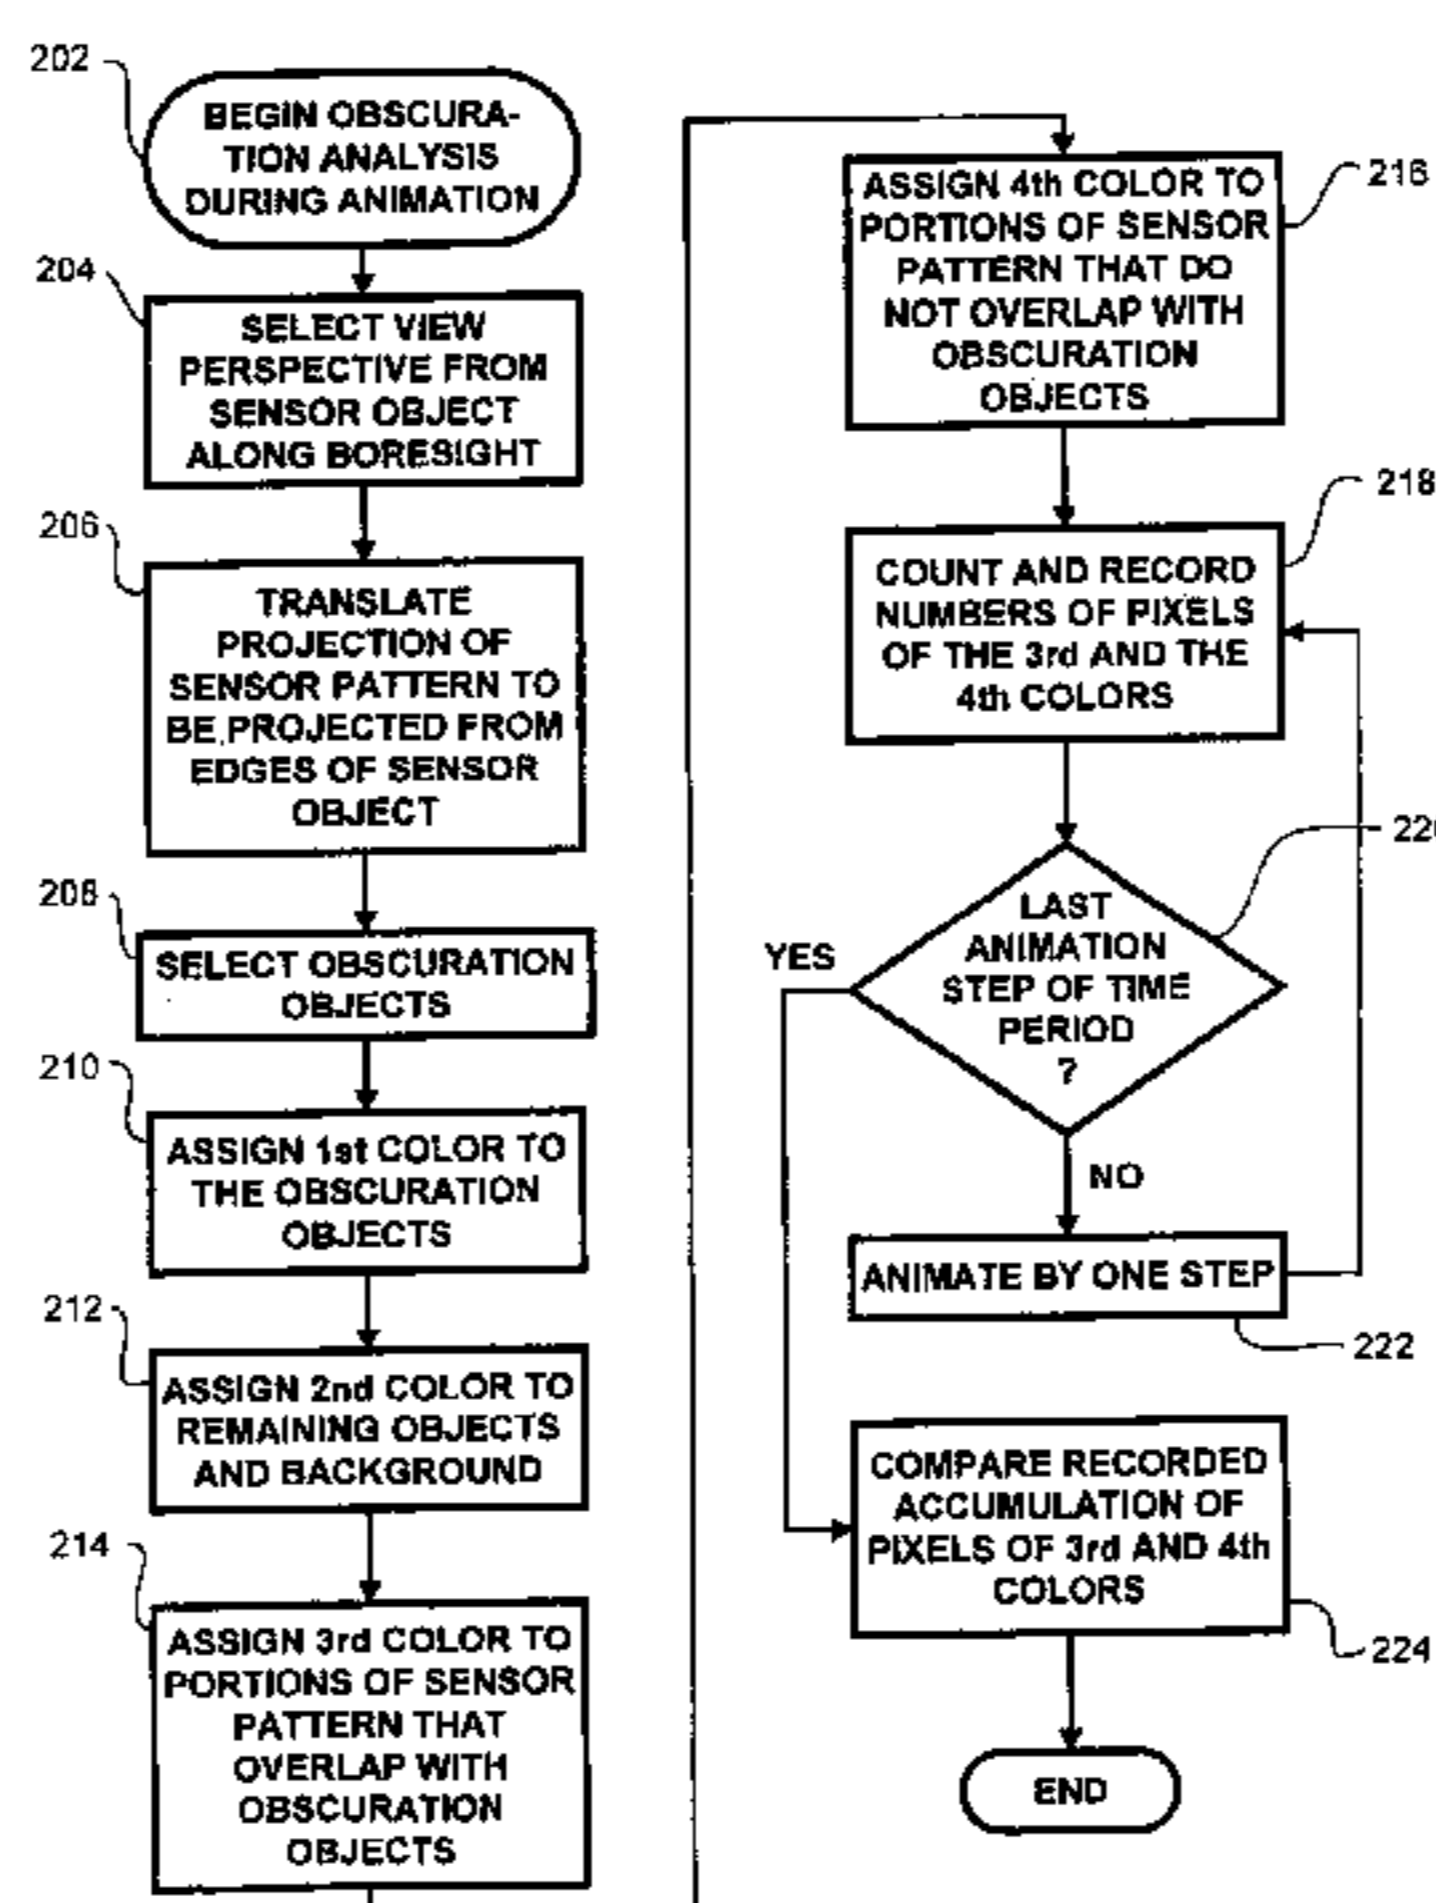 202
BEGIN OBSCURA-
TION ANALYSIS
DURING ANIMATION
204
SELECT VIEW
PERSPECTIVE FROM
SENSOR OBJECT
ALONG BORESIGHT
206
TRANSLATE
PROJECTION OF
SENSOR PATTERN TO
BE PROJECTED FROM
EDGES OF SENSOR
OBJECT
208
SELECT OBSCURATION
OBJECTS
210
ASSIGN 1st COLOR TO
THE OBSCURATION
OBJECTS
212
ASSIGN 2nd COLOR TO
REMAINING OBJECTS
AND BACKGROUND
214
ASSIGN 3rd COLOR TO
PORTIONS OF SENSOR
PATTERN THAT
OVERLAP WITH
OBSCURATION
OBJECTS
216
ASSIGN 4th COLOR TO
PORTIONS OF SENSOR
PATTERN THAT DO
NOT OVERLAP WITH
OBSCURATION
OBJECTS
218
COUNT AND RECORD
NUMBERS OF PIXELS
OF THE 3rd AND THE
4th COLORS
LAST
ANIMATION
STEP OF TIME
PERIOD
?
YES
NO
ANIMATE BY ONE STEP
222
COMPARE RECORDED
ACCUMULATION OF
PIXELS OF 3rd AND 4th
COLORS
224
END